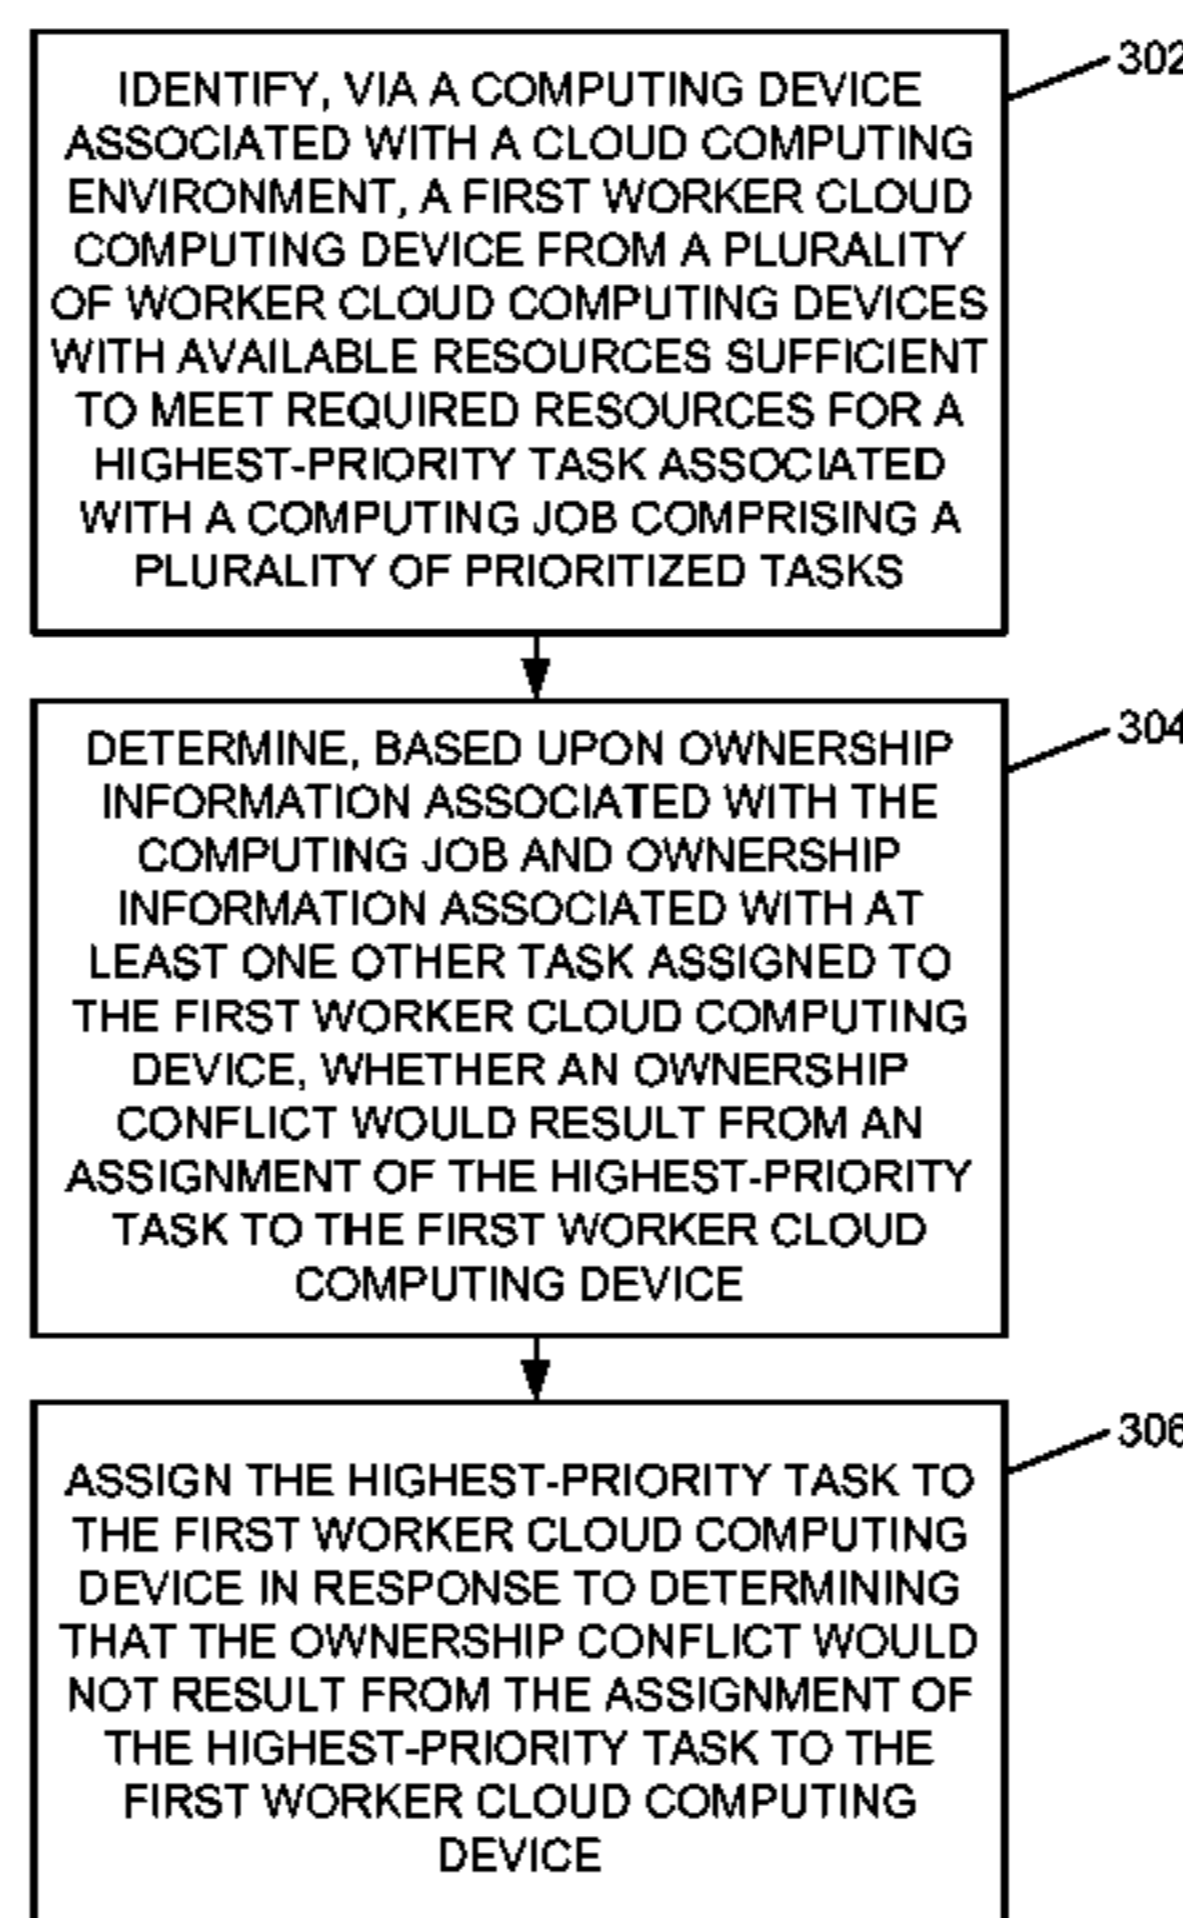 302
IDENTIFY, VIA A COMPUTING DEVICE
ASSOCIATED WITH A CLOUD COMPUTING
ENVIRONMENT, A FIRST WORKER CLOUD
COMPUTING DEVICE FROM A PLURALITY
OF WORKER CLOUD COMPUTING DEVICES
WITH AVAILABLE RESOURCES SUFFICIENT
TO MEET REQUIRED RESOURCES FOR A
HIGHEST-PRIORITY TASK ASSOCIATED
WITH A COMPUTING JOB COMPRISING A
PLURALITY OF PRIORITIZED TASKS
304
DETERMINE, BASED UPON OWNERSHIP
INFORMATION ASSOCIATED WITH THE
COMPUTING JOB AND OWNERSHIP
INFORMATION ASSOCIATED WITH AT
LEAST ONE OTHER TASK ASSIGNED TO
THE FIRST WORKER CLOUD COMPUTING
DEVICE, WHETHER AN OWNERSHIP
CONFLICT WOULD RESULT FROM AN
ASSIGNMENT OF THE HIGHEST-PRIORITY
TASK TO THE FIRST WORKER CLOUD
COMPUTING DEVICE
306
ASSIGN THE HIGHEST-PRIORITY TASK TO
THE FIRST WORKER CLOUD COMPUTING
DEVICE IN RESPONSE TO DETERMINING
THAT THE OWNERSHIP CONFLICT WOULD
NOT RESULT FROM THE ASSIGNMENT OF
THE HIGHEST-PRIORITY TASK TO THE
FIRST WORKER CLOUD COMPUTING
DEVICE